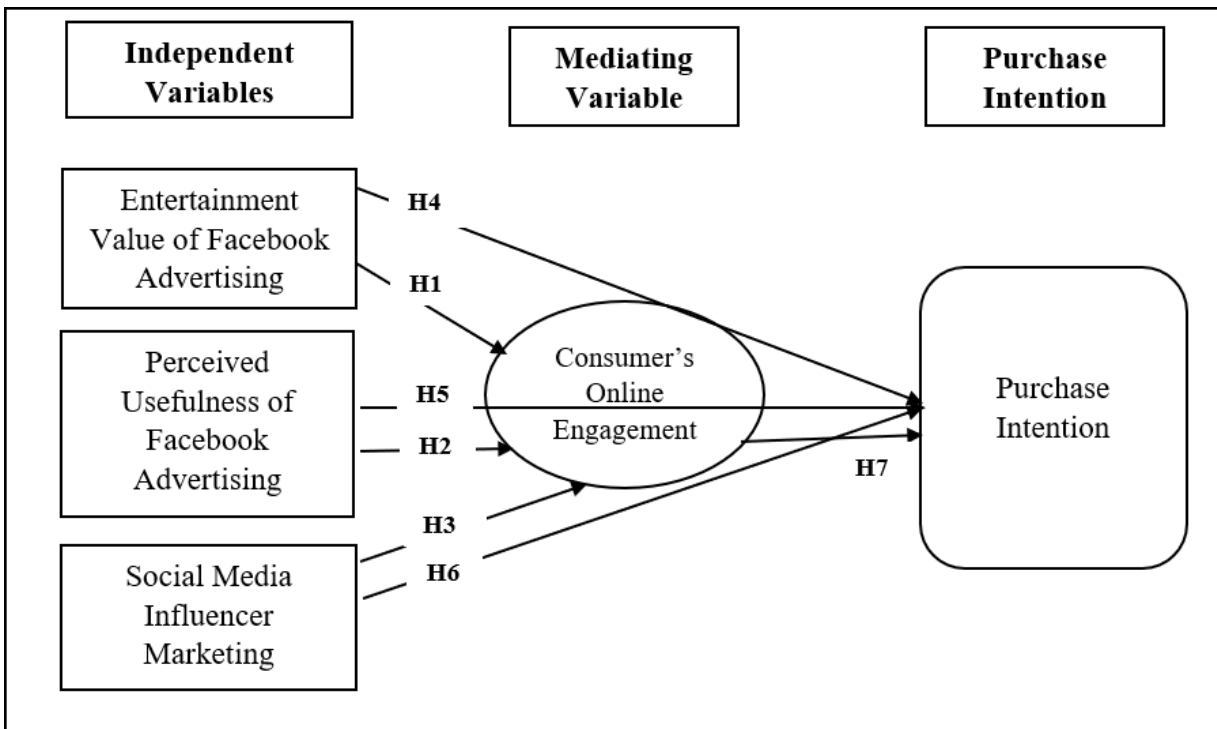 Independent
Variables
Mediating
Variable
Purchase
Intention
Entertainment
Value of Facebook
Advertising
H4
H1
Perceived
Usefulness of
Facebook
Advertising
H5
H2
Consumer’s
Online
Engagement
Purchase
Intention
H7
H3
H6
Social Media
Influencer
Marketing